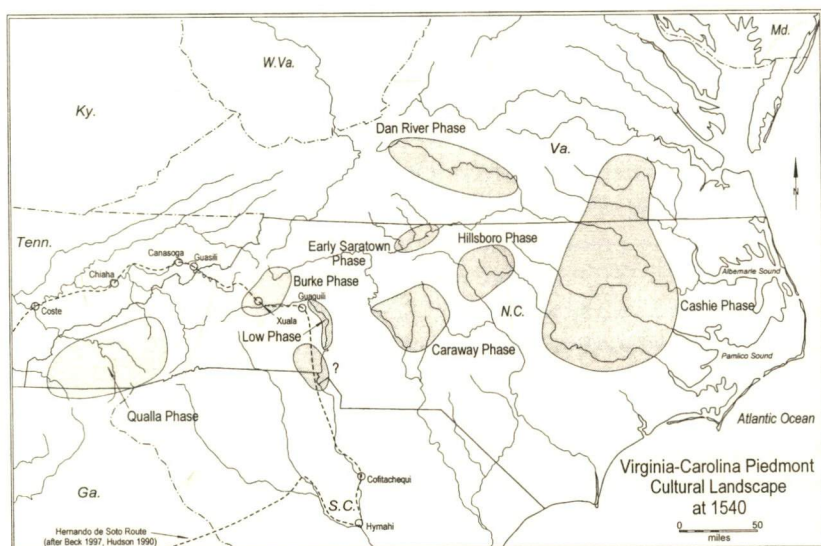 Md.
W.Va.
Ky.
Dan River Phase
Va.
N
Tenn.
Early Saratown
Phase
Hillsboro Phase
Canasoga
Guasili
Chiaha
Burke Phase
Albemarle Sound
Guaquili
Coste
Xuala
N.C.
Cashie Phase
Low Phase
Caraway Phase
Pamlico Sound
?
Qualla Phase
Atlantic Ocean
Virginia-Carolina Piedmont
Cultural Landscape
at 1540
Cofitachequi
Ga.
S.C.
Hymahi
0 50
miles
Hernando de Soto Route
(after Beck 1997, Hudson 1990)